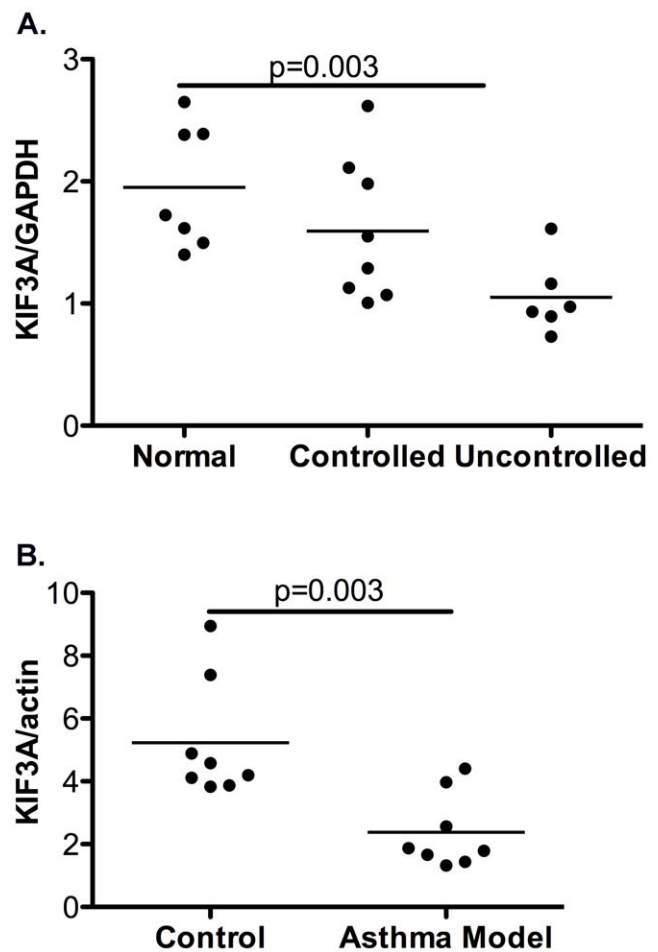 A.
p=0.003
3
2
1
0
KIF3A/GAPDH
Normal Controlled Uncontrolled
B.
p=0.003
10
8
6
4
2
0
KIF3A/actin
Control Asthma Model